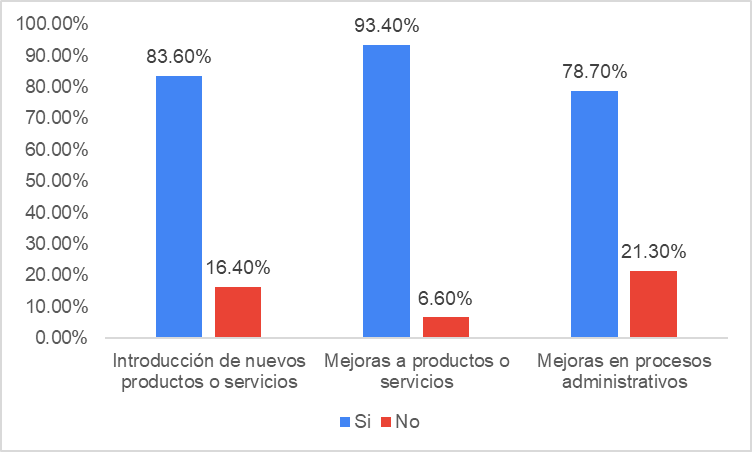 100.00%
90.00%
80.00%
70.00%
60.00%
50.00%
40.00%
30.00%
20.00%
10.00%
0.00%
83.60%
16.40%
93.40%
6.60%
78.70%
21.30%
Introducción de nuevos
productos o servicios
Mejoras a productos o
servicios
Mejoras en procesos
administrativos
Si No